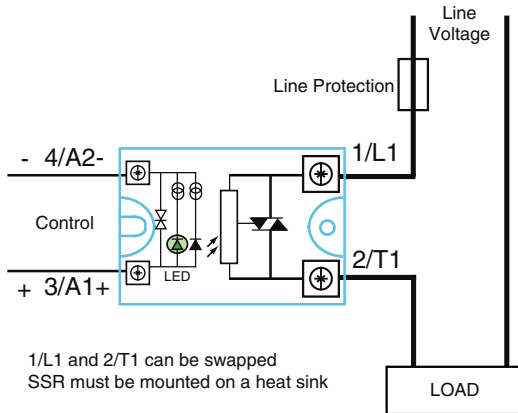 Line
Voltage
Line Protection
1/L1
- 4/A2-
Control
LED
+ 3/A1+
2/T1
1/L1 and 2/T1 can be swapped
SSR must be mounted on a heat sink
LOAD